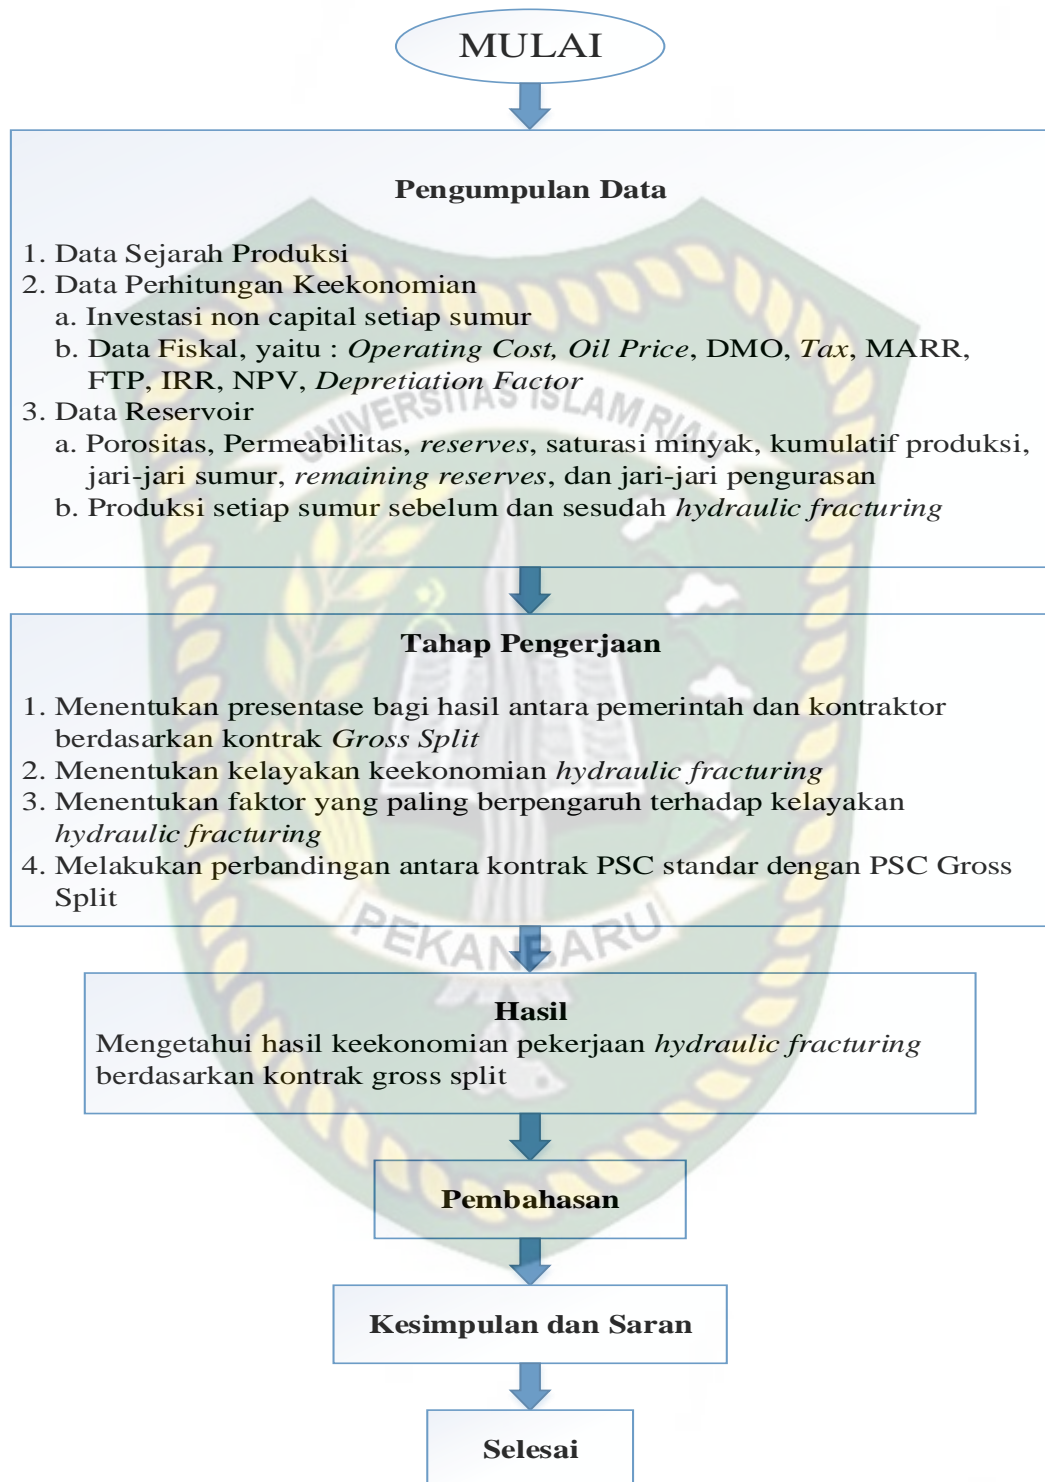 MULAI
Pengumpulan Data
1. Data Sejarah Produksi
2. Data Perhitungan Keekonomian
a. Investasi non capital setiap sumur
b. Data Fiskal, yaitu : Operating Cost, Oil Price, DMO, Tax, MARR,
FTP, IRR, NPV, Depretiation Factor
3. Data Reservoir
a. Porositas, Permeabilitas, reserves, saturasi minyak, kumulatif produksi,
jari-jari sumur, remaining reserves, dan jari-jari pengurasan
b. Produksi setiap sumur sebelum dan sesudah hydraulic fracturing
UNIVERSITAS ISLAM RIAU
Tahap Pengerjaan
1. Menentukan presentase bagi hasil antara pemerintah dan kontraktor
berdasarkan kontrak Gross Split
2. Menentukan kelayakan keekonomian hydraulic fracturing
3. Menentukan faktor yang paling berpengaruh terhadap kelayakan
hydraulic fracturing
4. Melakukan perbandingan antara kontrak PSC standar dengan PSC Gross
Split
PEKANBARU
Hasil
Mengetahui hasil keekonomian pekerjaan hydraulic fracturing
berdasarkan kontrak gross split
Pembahasan
Kesimpulan dan Saran
Selesai